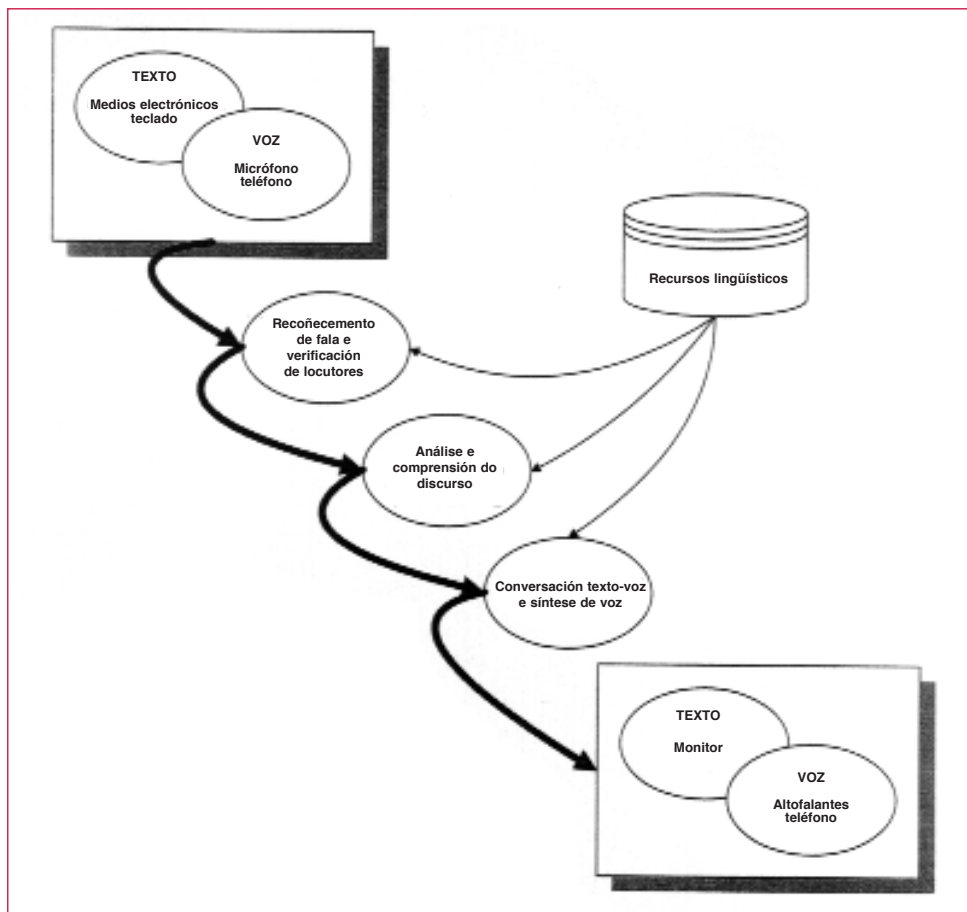 TEXTO
Medios electrónicos
teclado
VOZ
Micrófono
teléfono
Recursos lingüísticos
Recoñecemento
de fala e
verificación
de locutores
Análise e
comprensión do
discurso
Conversación texto-voz
e síntese de voz
TEXTO
Monitor
VOZ
Altofalantes
teléfono